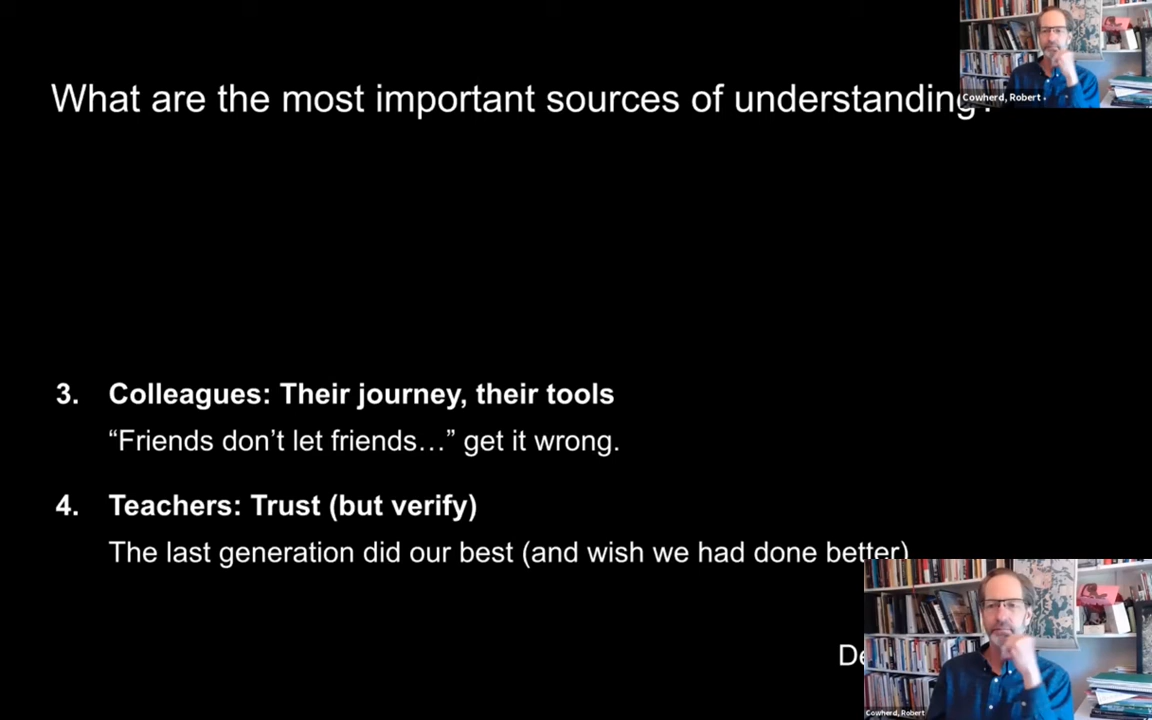 What are the most important sources of understanding?
Cowherd, Robert
3. Colleagues: Their journey, their tools
“Friends don’t let friends…” get it wrong.
4. Teachers: Trust (but verify)
The last generation did our best (and wish we had done better)
Cowherd, Robert